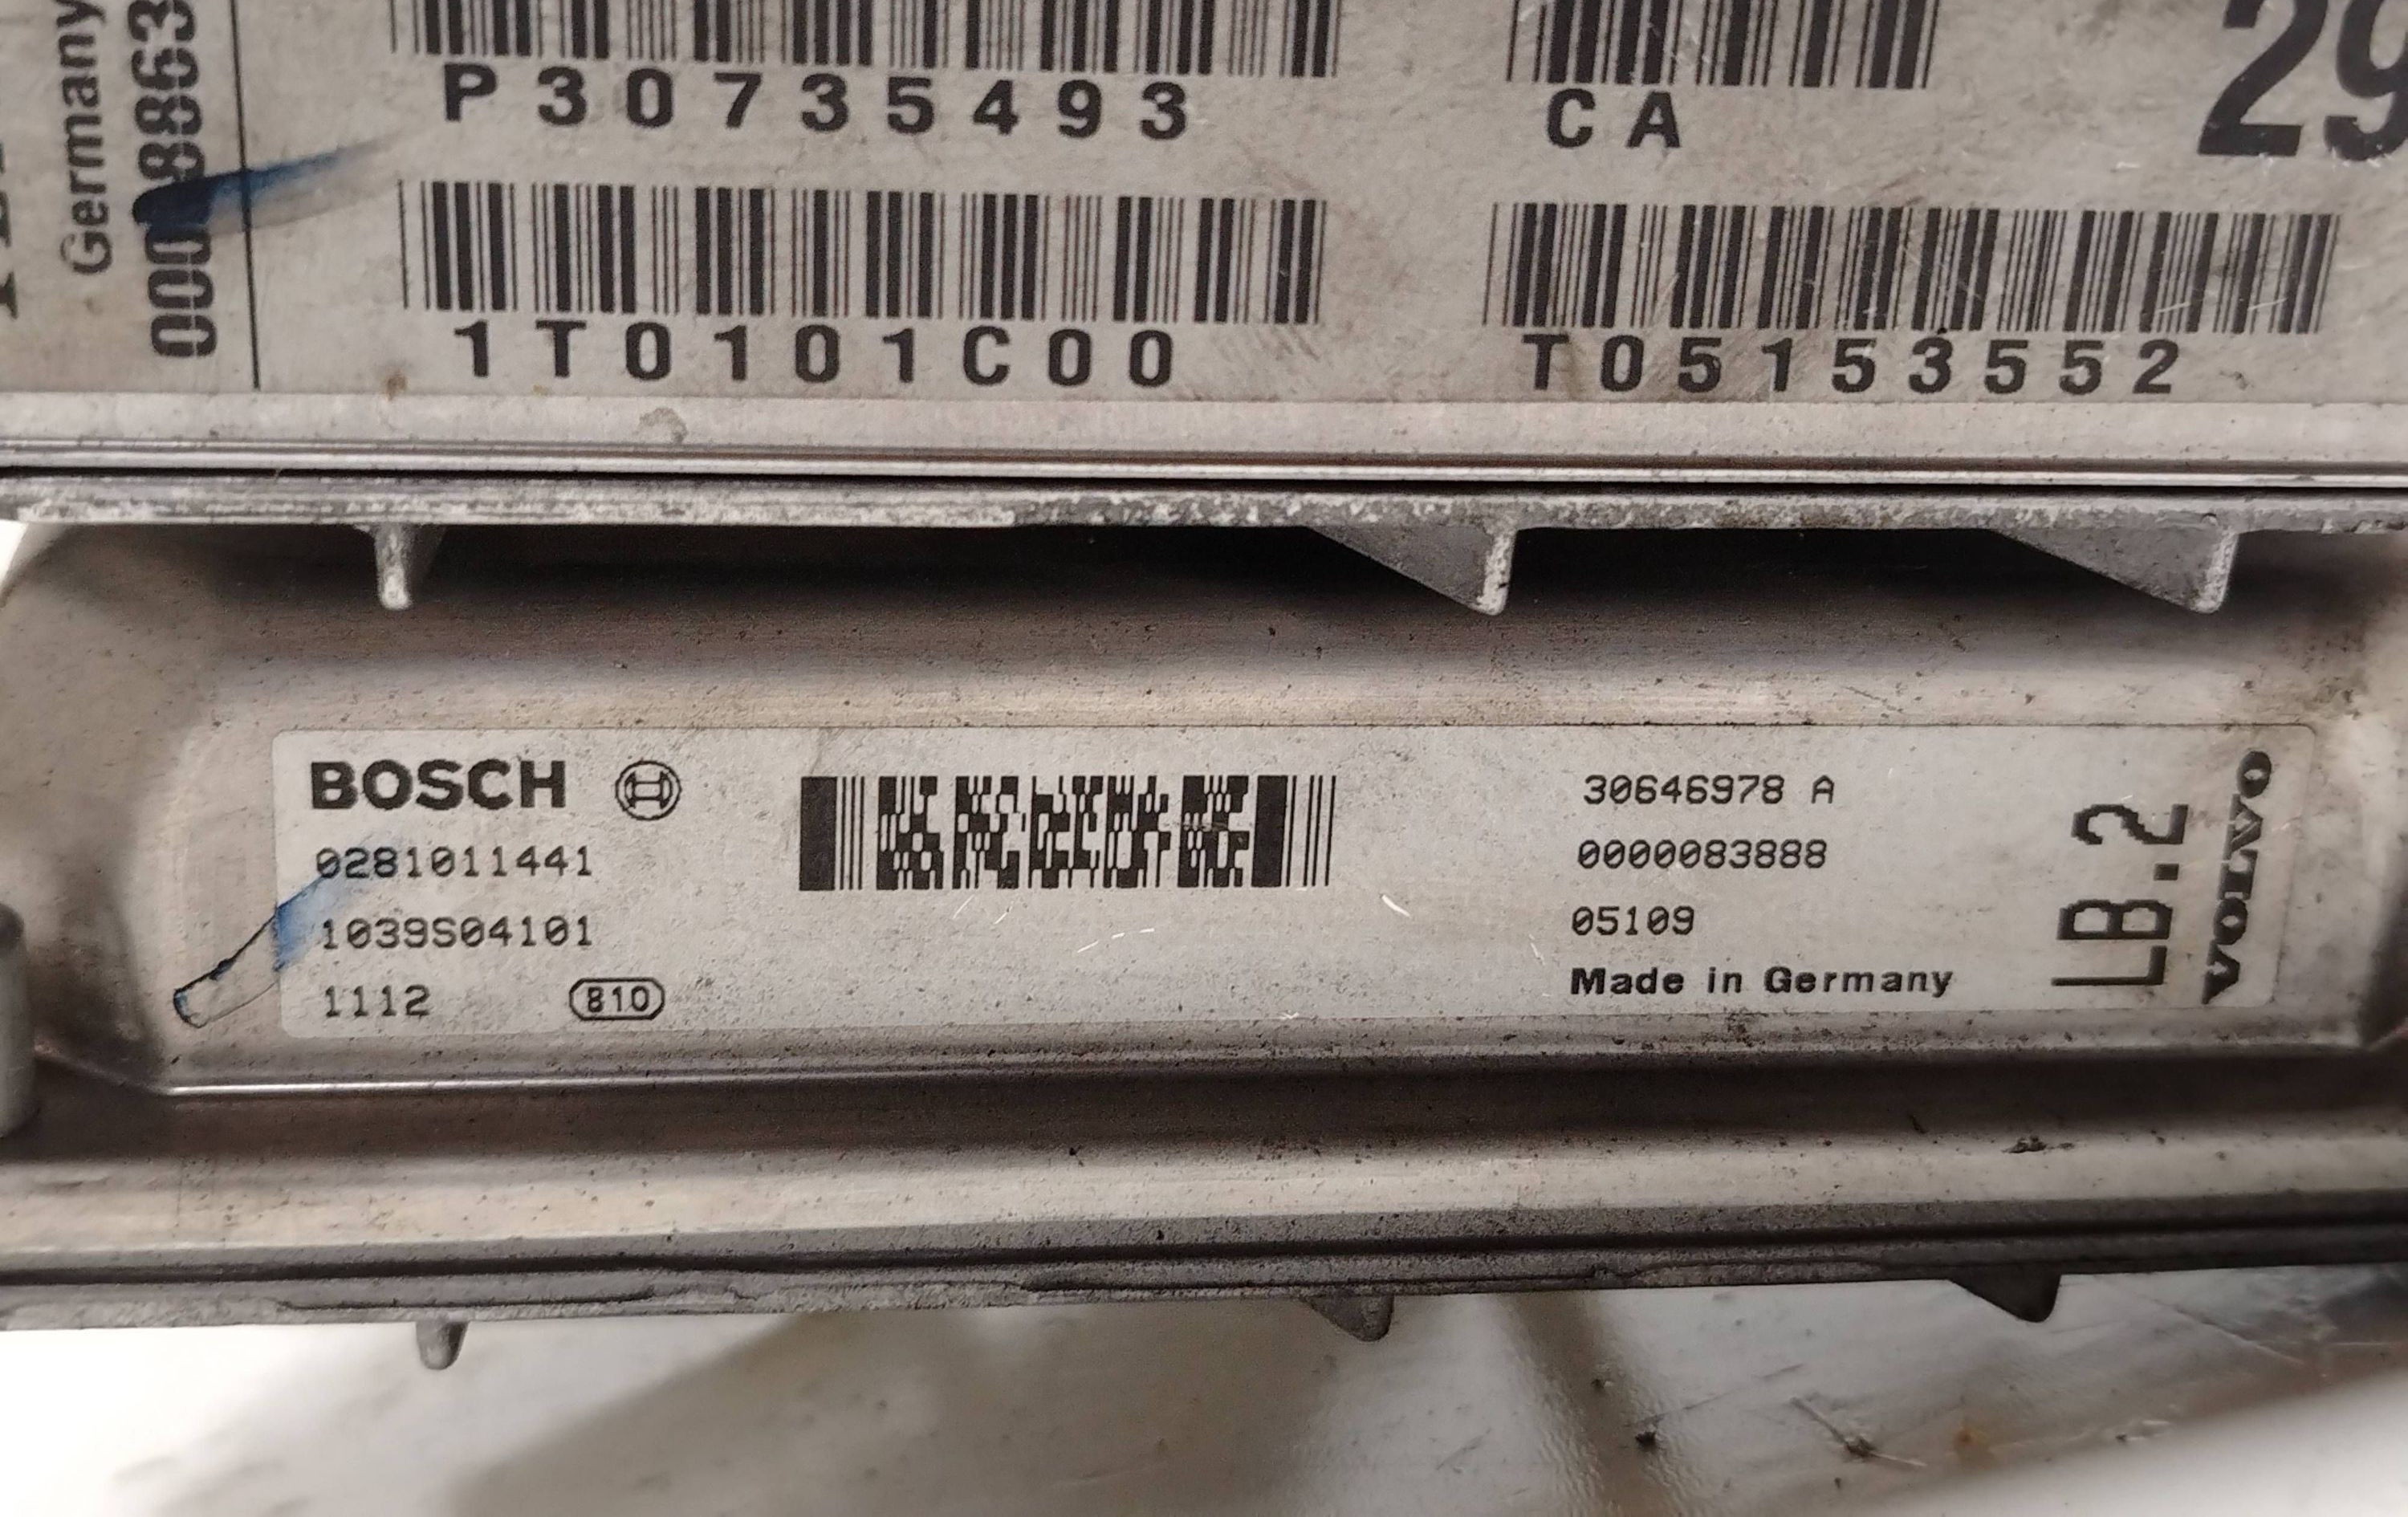 Germany
P30735493
CA
29
1T0101C00
T05153552
BOSCH
0281011441
1039S04101
1112
810
30646978 A
0000083888
05109
Made in Germany
LB.2
VOLVO